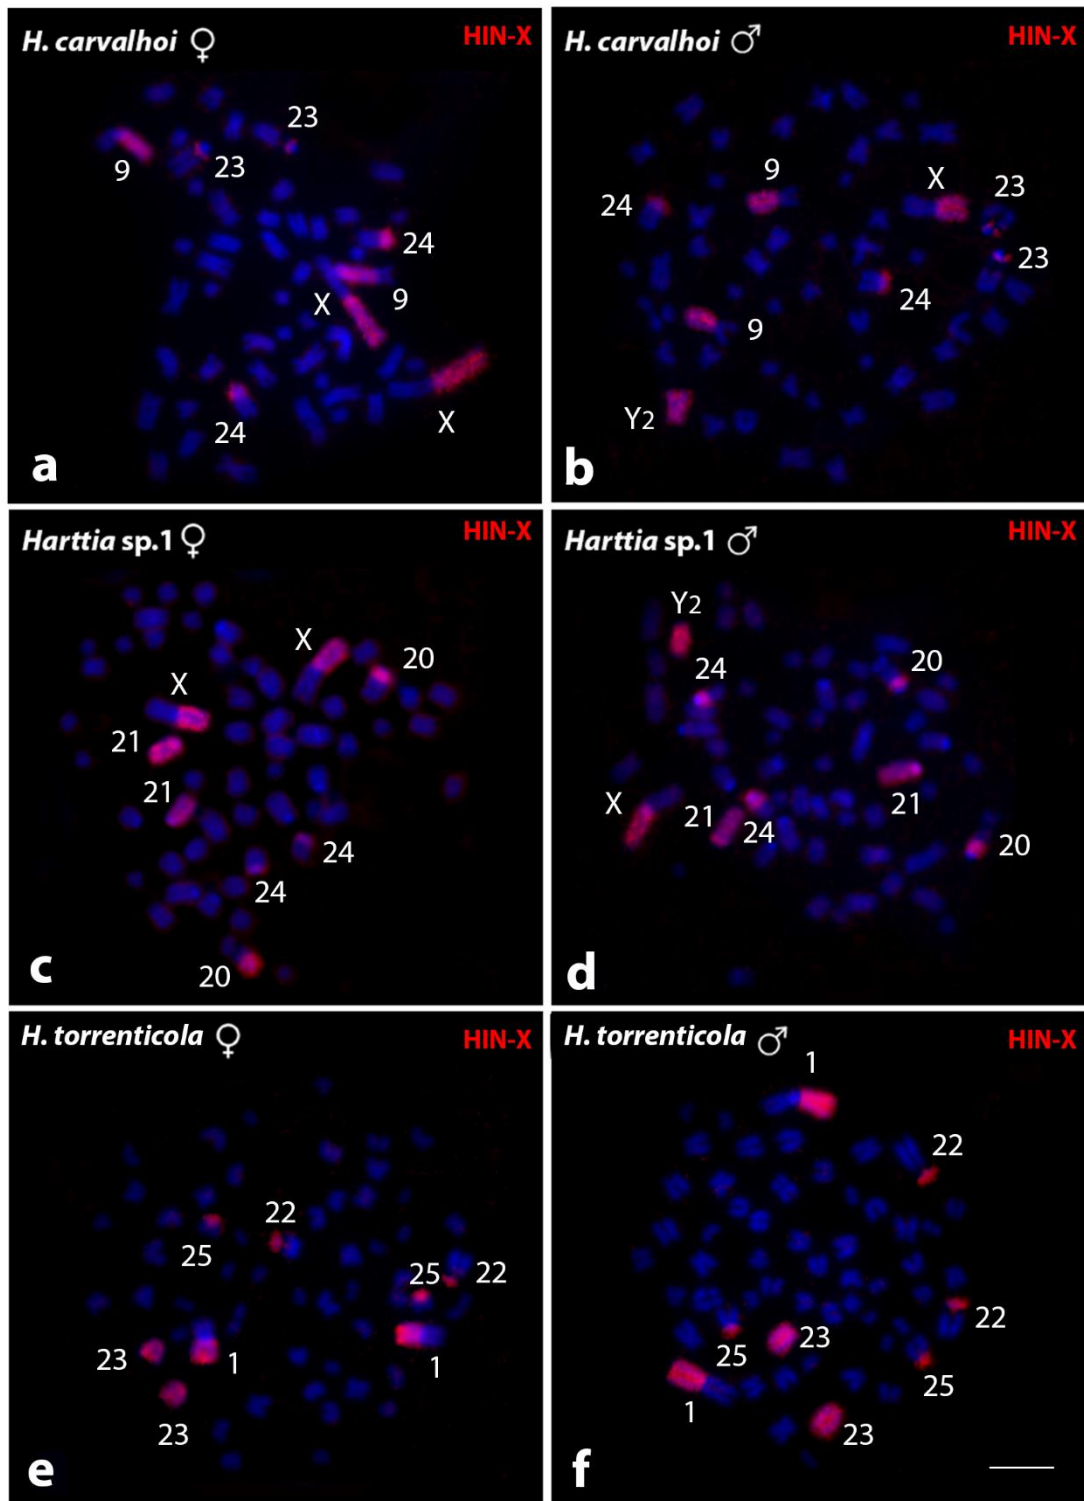 H. carvalhoi ♀ HIN-X
23
9
23
24
X
9
24
X
a
H. carvalhoi ♂ HIN-X
9
X
23
24
23
24
9
Y2
b
Harttia sp.1 ♀ HIN-X
X
20
X
21
21
24
24
20
c
Harttia sp.1 ♂ HIN-X
Y2
24
20
X
21
24
21
20
d
H. torrenticola ♀ HIN-X
22
25
25
22
23
1
1
23
e
H. torrenticola ♂ HIN-X
1
22
22
23
25
25
1
23
f